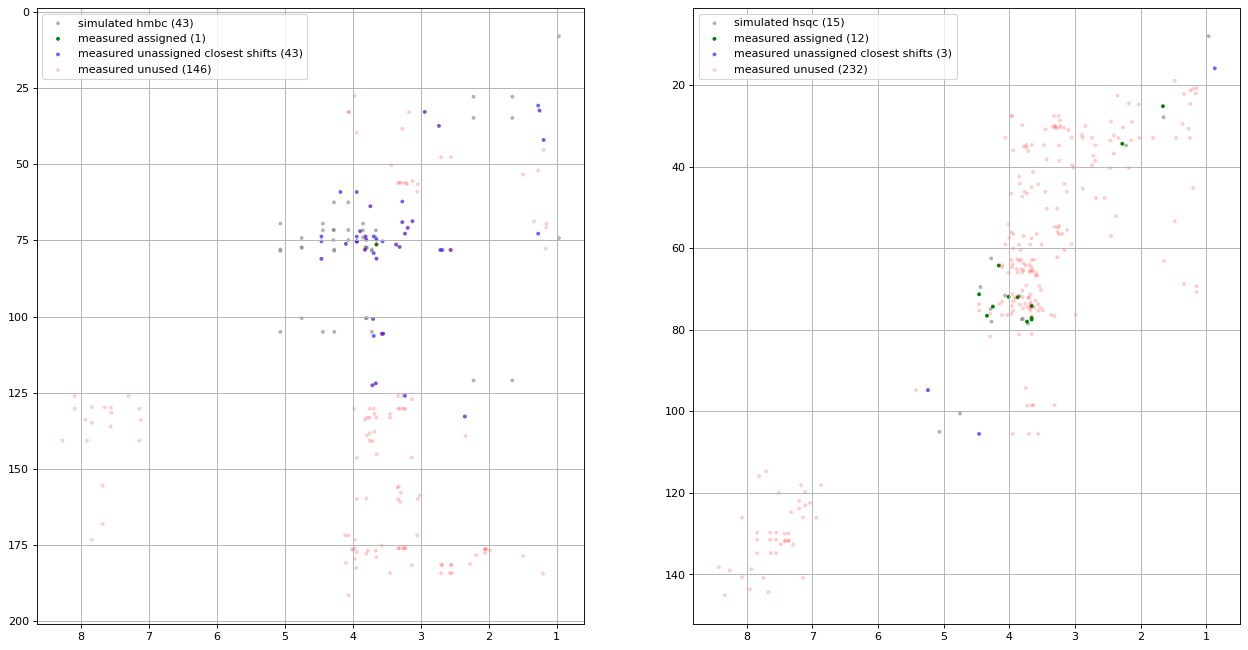 simulated hmbc (43)
measured assigned (1)
measured unassigned closest shifts (43)
measured unused (146)
0
25
50
75
100
125
150
175
200
8 7 6 5 4 3 2 1
simulated hsqc (15)
measured assigned (12)
measured unassigned closest shifts (3)
measured unused (232)
20
40
60
80
100
120
140
8 7 6 5 4 3 2 1